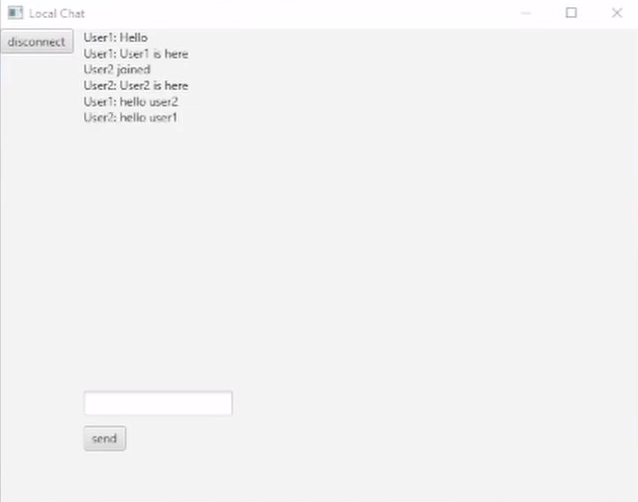 Local Chat
disconnect
User1: Hello
User1: User1 is here
User2 joined
User2: User2 is here
User1: hello user2
User2: hello user1
send